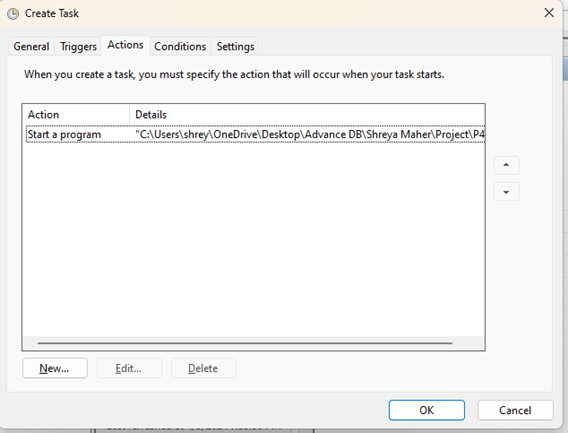 Create Task
General Triggers Actions Conditions Settings
When you create a task, you must specify the action that will occur when your task starts.
Action Details
Start a program "C:\Users\shrey\OneDrive\Desktop\Advance DB\Shreya Maher\Project\P4
New... Edit... Delete
OK Cancel